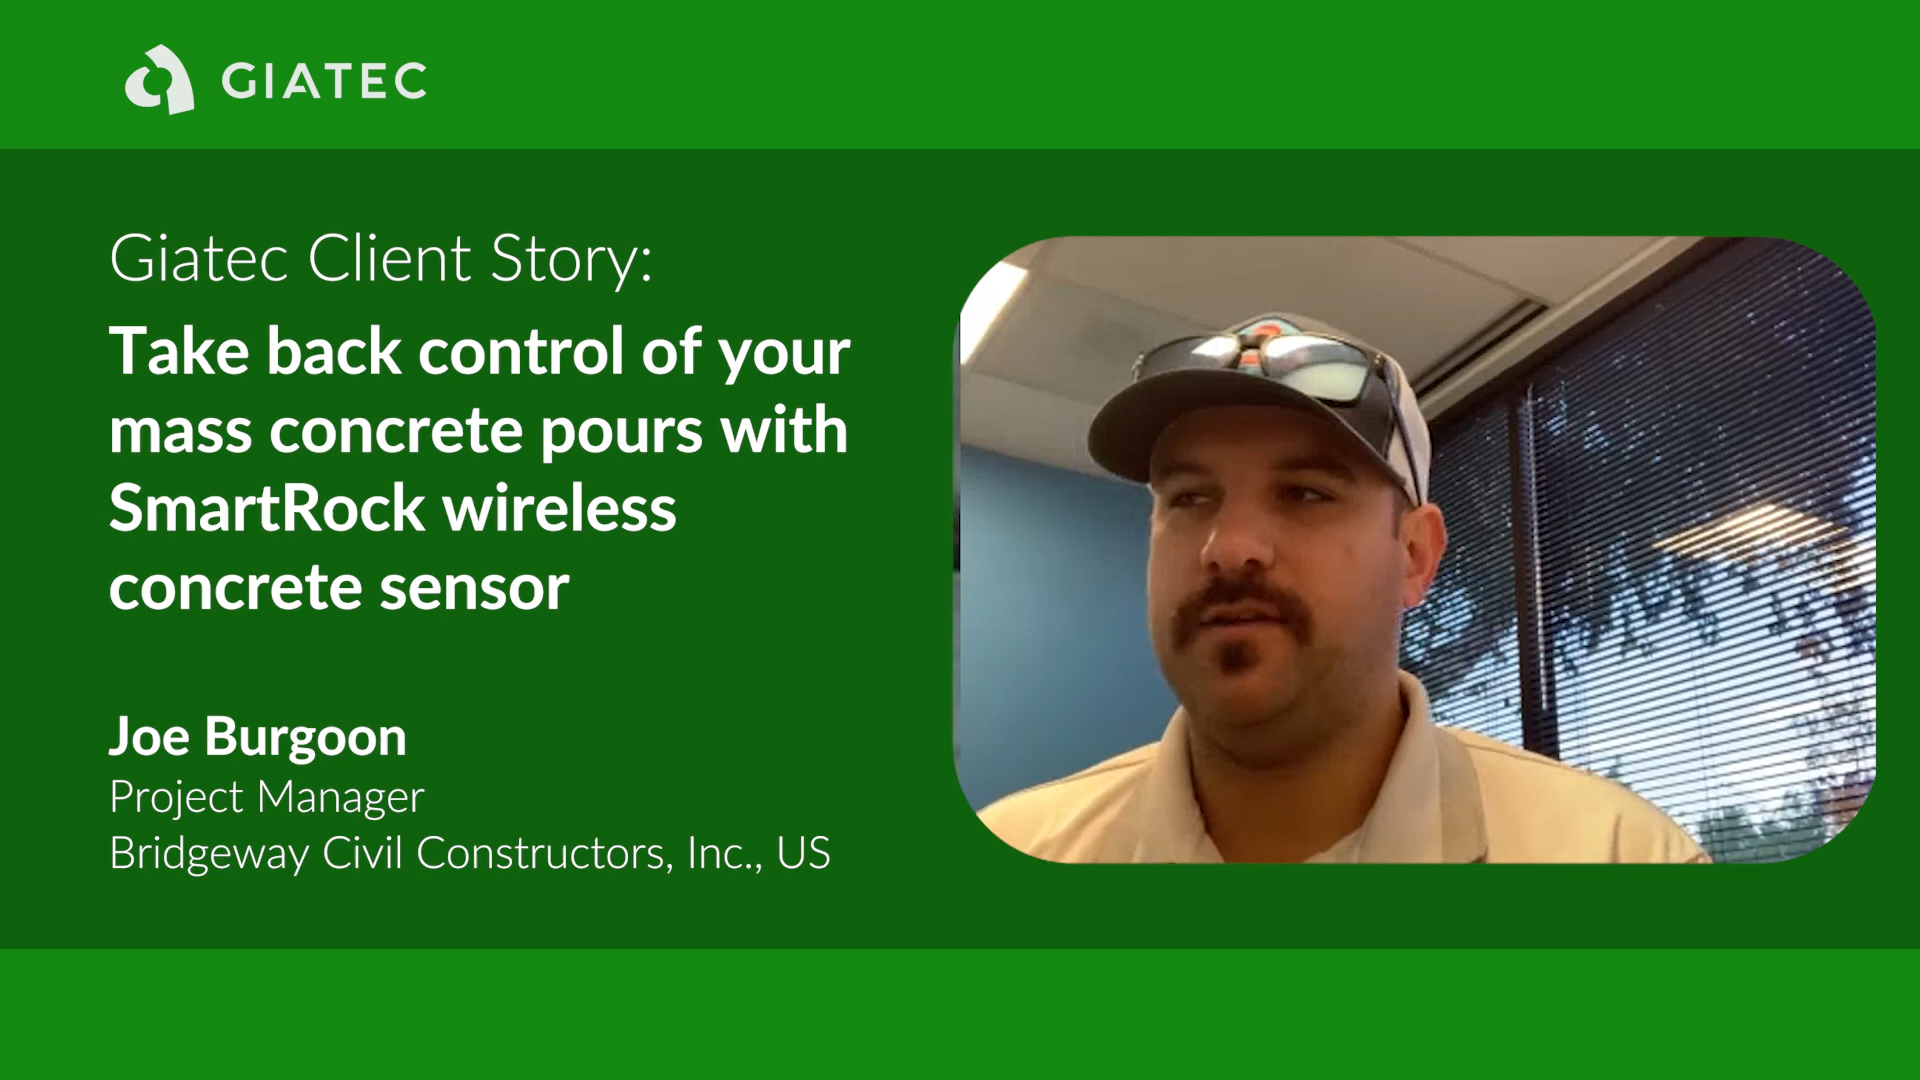 GIATEC
Giatec Client Story:
Take back control of your
mass concrete pours with
SmartRock wireless
concrete sensor
Joe Burgoon
Project Manager
Bridgeway Civil Constructors, Inc., US